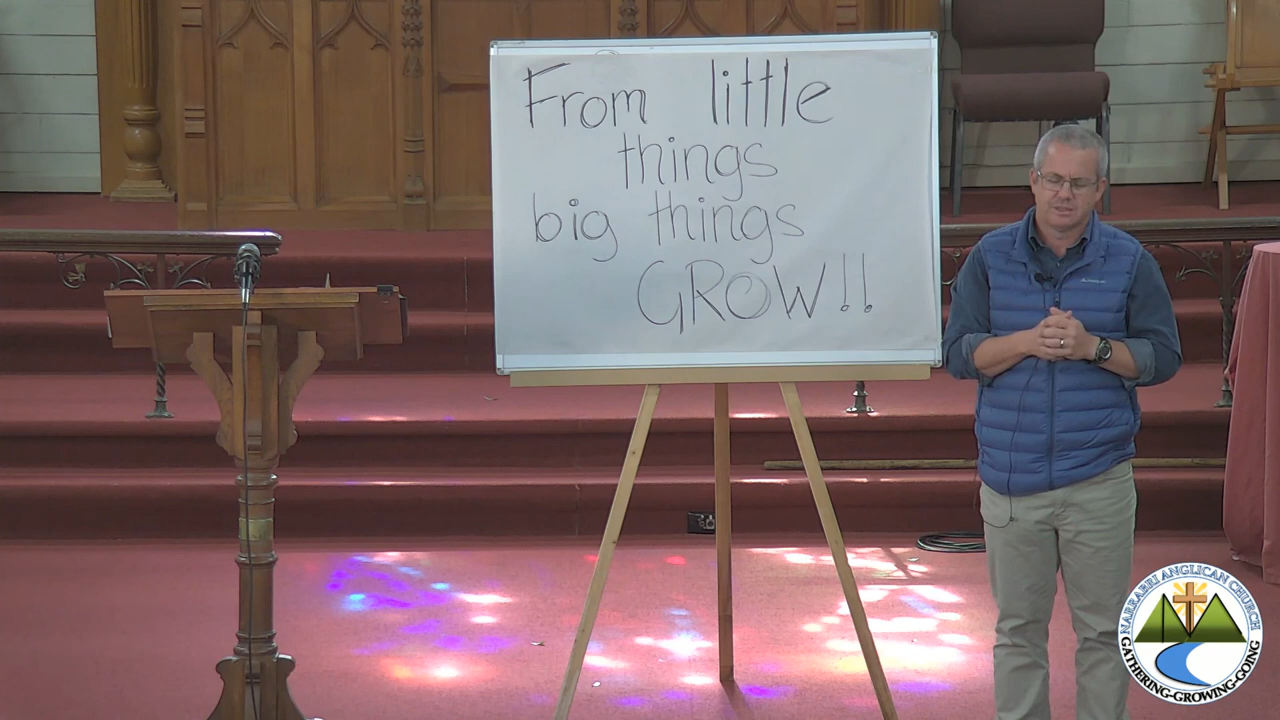 From little
things
big things
GROW!!
NARRABRI ANGLICAN CHURCH
GATHERING-GROWING-GOING